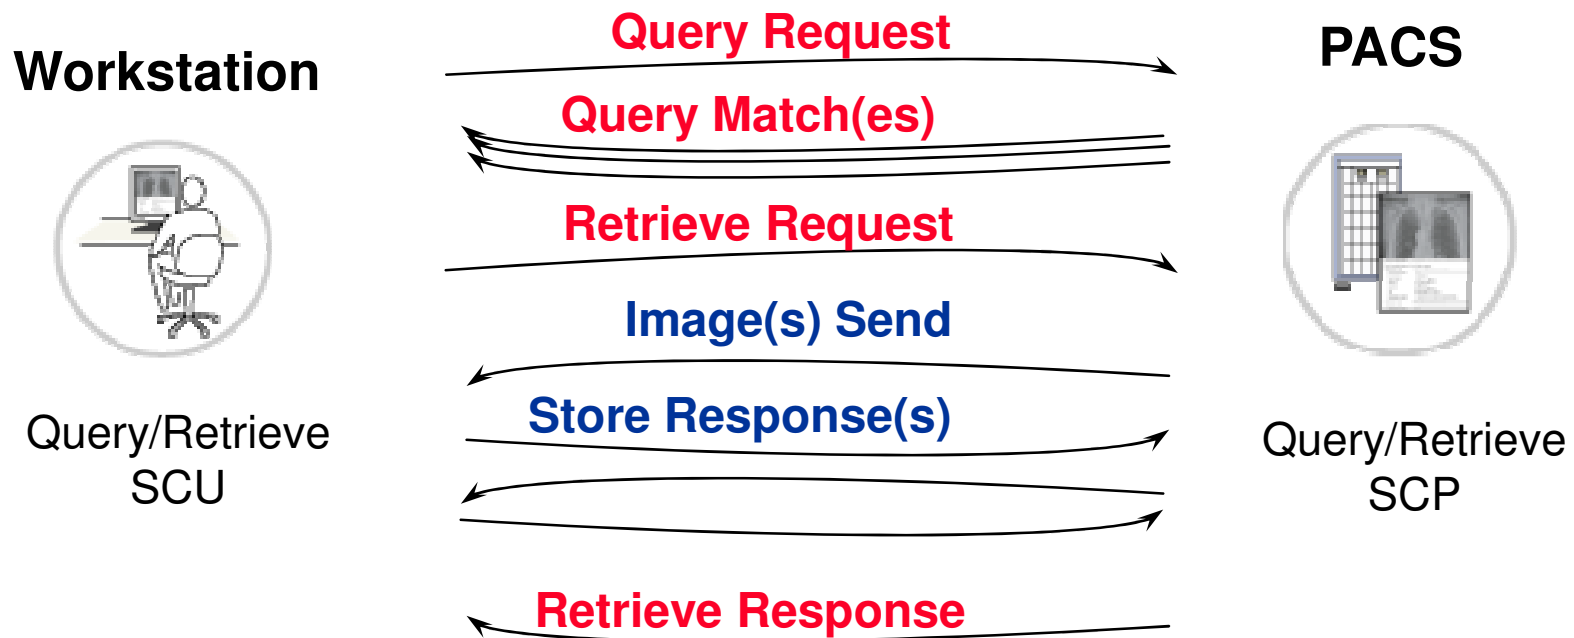 Query Request
Workstation
PACS
Query Match(es)
Retrieve Request
Image(s) Send
Store Response(s)
Query/Retrieve
SCU
Query/Retrieve
SCP
Retrieve Response